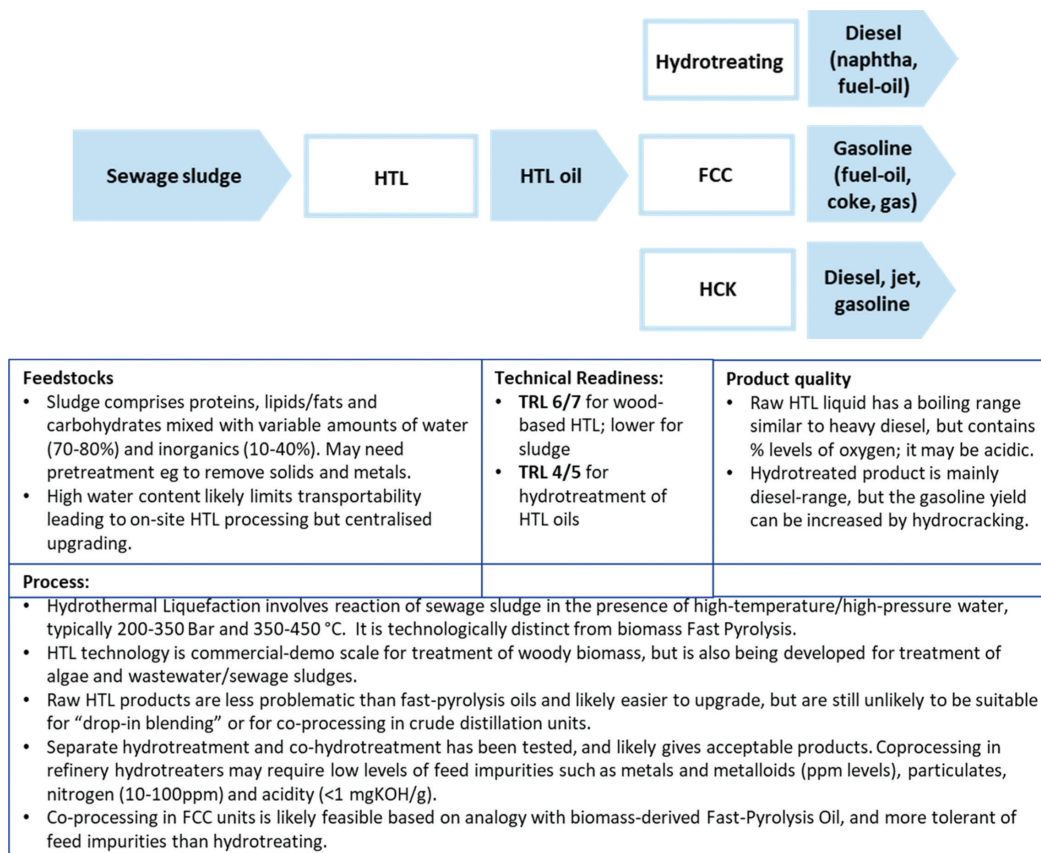 Hydrotreating
Diesel
(naphtha,
fuel-oil)
Sewage sludge
HTL
HTL oil
FCC
Gasoline
(fuel-oil,
coke, gas)
HCK
Diesel, jet,
gasoline
Feedstocks
• Sludge comprises proteins, lipids/fats and
carbohydrates mixed with variable amounts of water
(70-80%) and inorganics (10-40%). May need
pretreatment eg to remove solids and metals.
• High water content likely limits transportability
leading to on-site HTL processing but centralised
upgrading.
Technical Readiness:
• TRL 6/7 for wood-
based HTL; lower for
sludge
• TRL 4/5 for
hydrotreatment of
HTL oils
Product quality
• Raw HTL liquid has a boiling range
similar to heavy diesel, but contains
% levels of oxygen; it may be acidic.
• Hydrotreated product is mainly
diesel-range, but the gasoline yield
can be increased by hydrocracking.
Process:
• Hydrothermal Liquefaction involves reaction of sewage sludge in the presence of high-temperature/high-pressure water,
typically 200-350 Bar and 350-450 °C. It is technologically distinct from biomass Fast Pyrolysis.
• HTL technology is commercial-demo scale for treatment of woody biomass, but is also being developed for treatment of
algae and wastewater/sewage sludges.
• Raw HTL products are less problematic than fast-pyrolysis oils and likely easier to upgrade, but are still unlikely to be suitable
for “drop-in blending” or for co-processing in crude distillation units.
• Separate hydrotreatment and co-hydrotreatment has been tested, and likely gives acceptable products. Coprocessing in
refinery hydrotreaters may require low levels of feed impurities such as metals and metalloids (ppm levels), particulates,
nitrogen (10-100ppm) and acidity (<1 mgKOH/g).
• Co-processing in FCC units is likely feasible based on analogy with biomass-derived Fast-Pyrolysis Oil, and more tolerant of
feed impurities than hydrotreating.